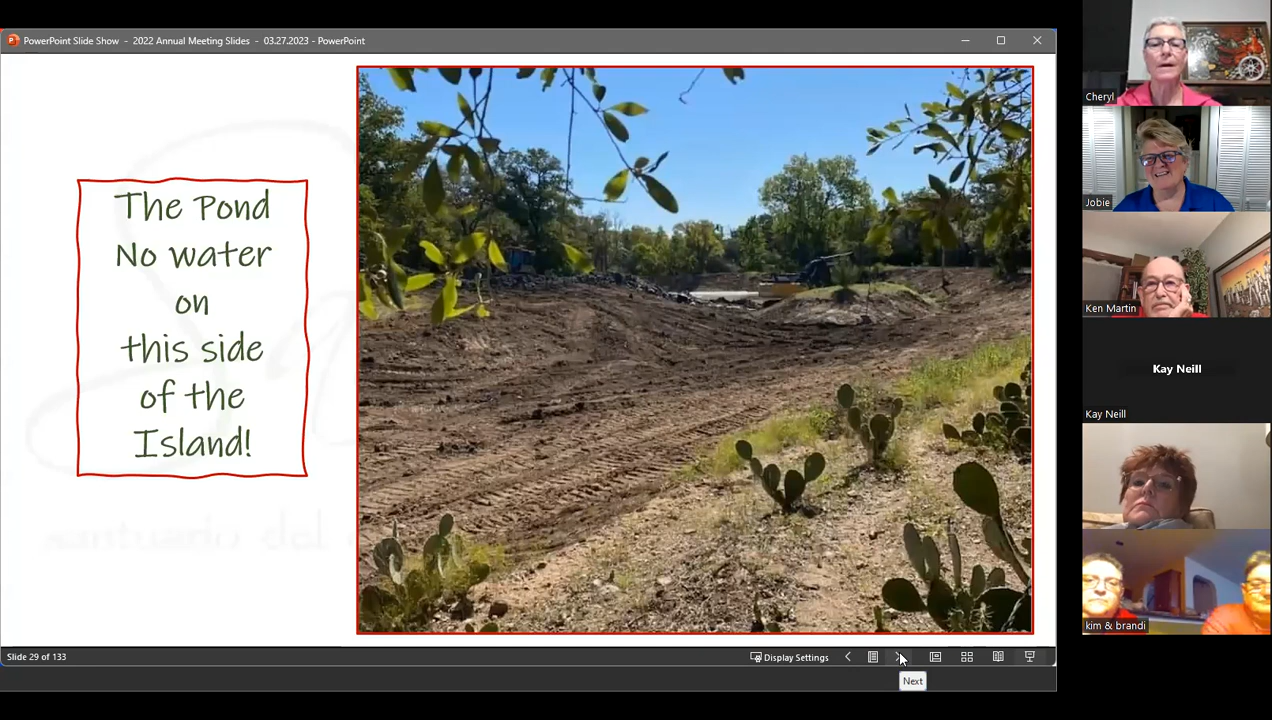 PowerPoint Slide Show - 2022 Annual Meeting Slides - 03.27.2023 - PowerPoint
The Pond
No water
on
this side
of the
Island!
santuario del
Slide 29 of 133
Display Settings
Next
Cheryl
Jobie
Ken Martin
Kay Neill
Kay Neill
kim & brandi